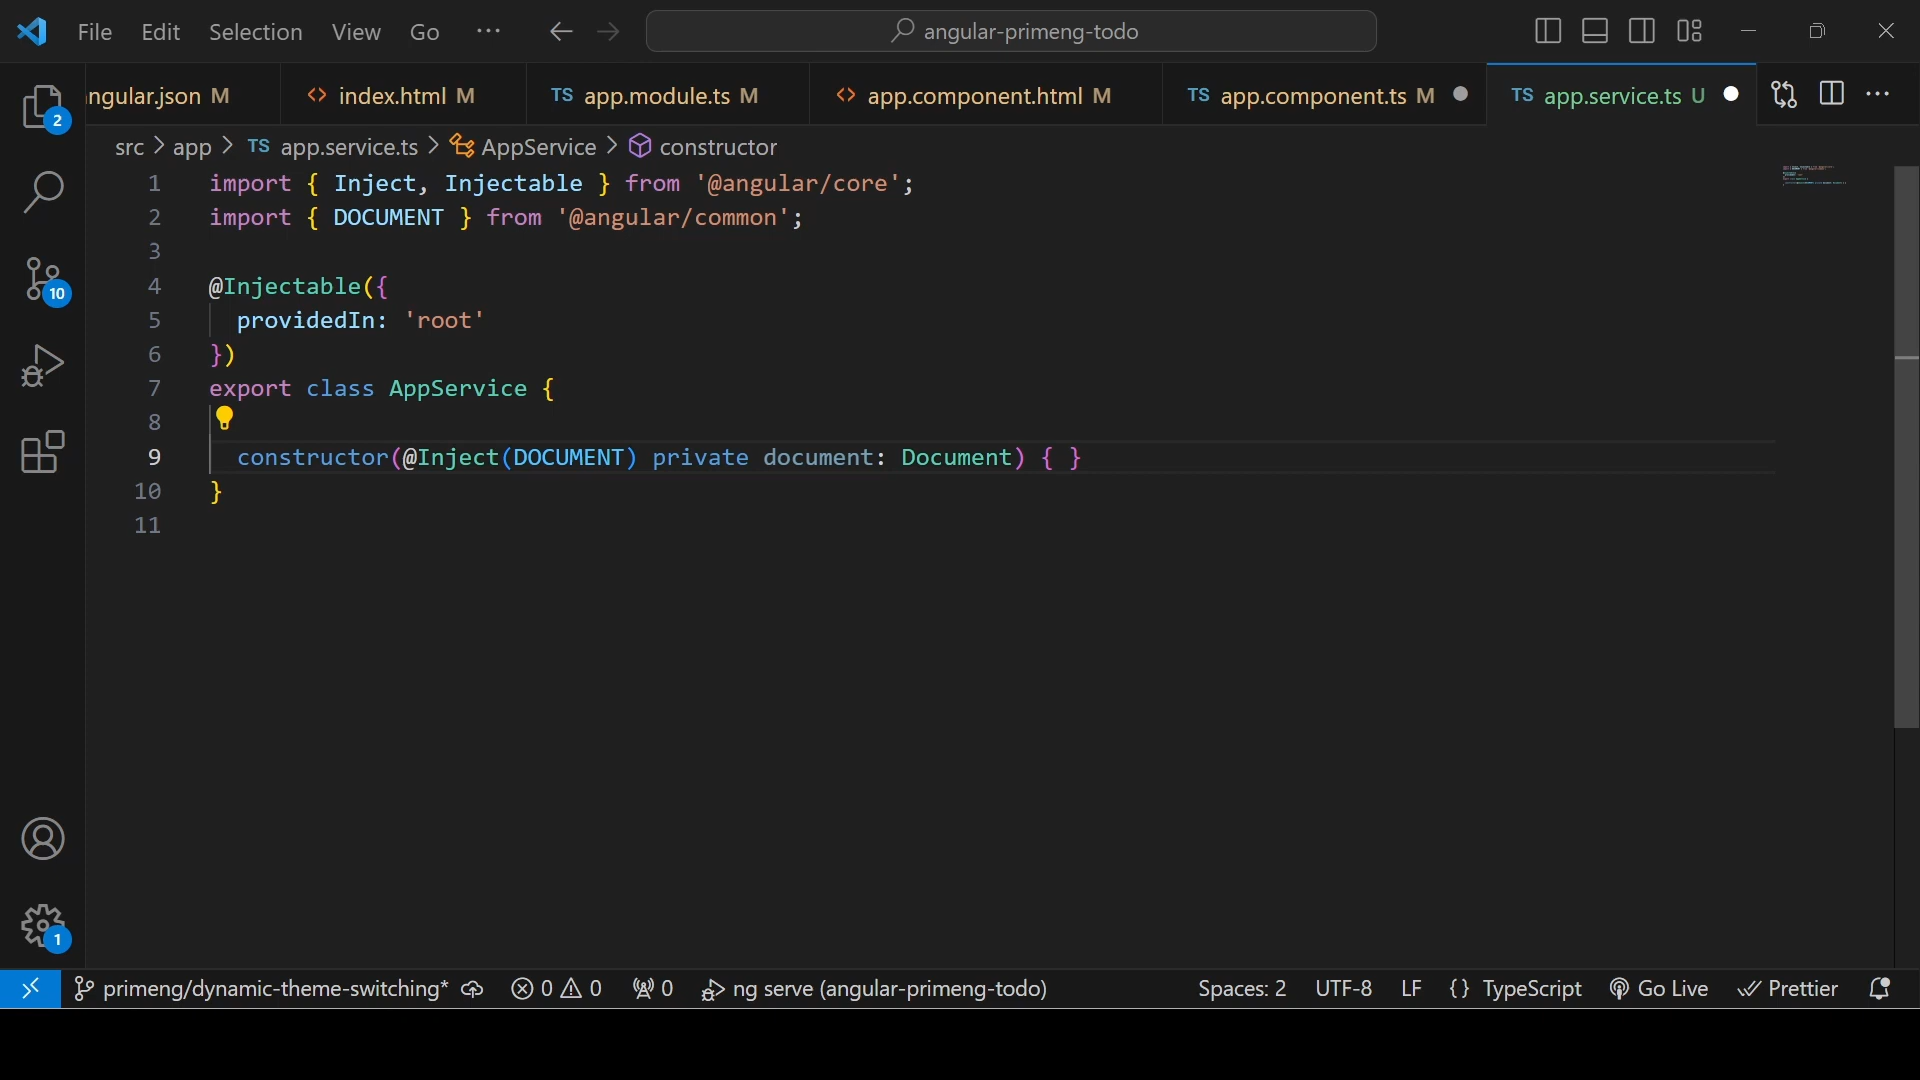 File Edit Selection View Go ··· angular-primeng-todo
ngular.json M index.html M TS app.module.ts M app.component.html M TS app.component.ts M TS app.service.ts U
src > app > TS app.service.ts > AppService > constructor
1 import { Inject, Injectable } from '@angular/core';
2 import { DOCUMENT } from '@angular/common';
3
4 @Injectable({
5 providedIn: 'root'
6 })
7 export class AppService {
8
9 constructor(@Inject(DOCUMENT) private document: Document) { }
10 }
11
2
10
1
primeng/dynamic-theme-switching* 0 0 0 ng serve (angular-primeng-todo) Spaces: 2 UTF-8 LF {} TypeScript Go Live Prettier